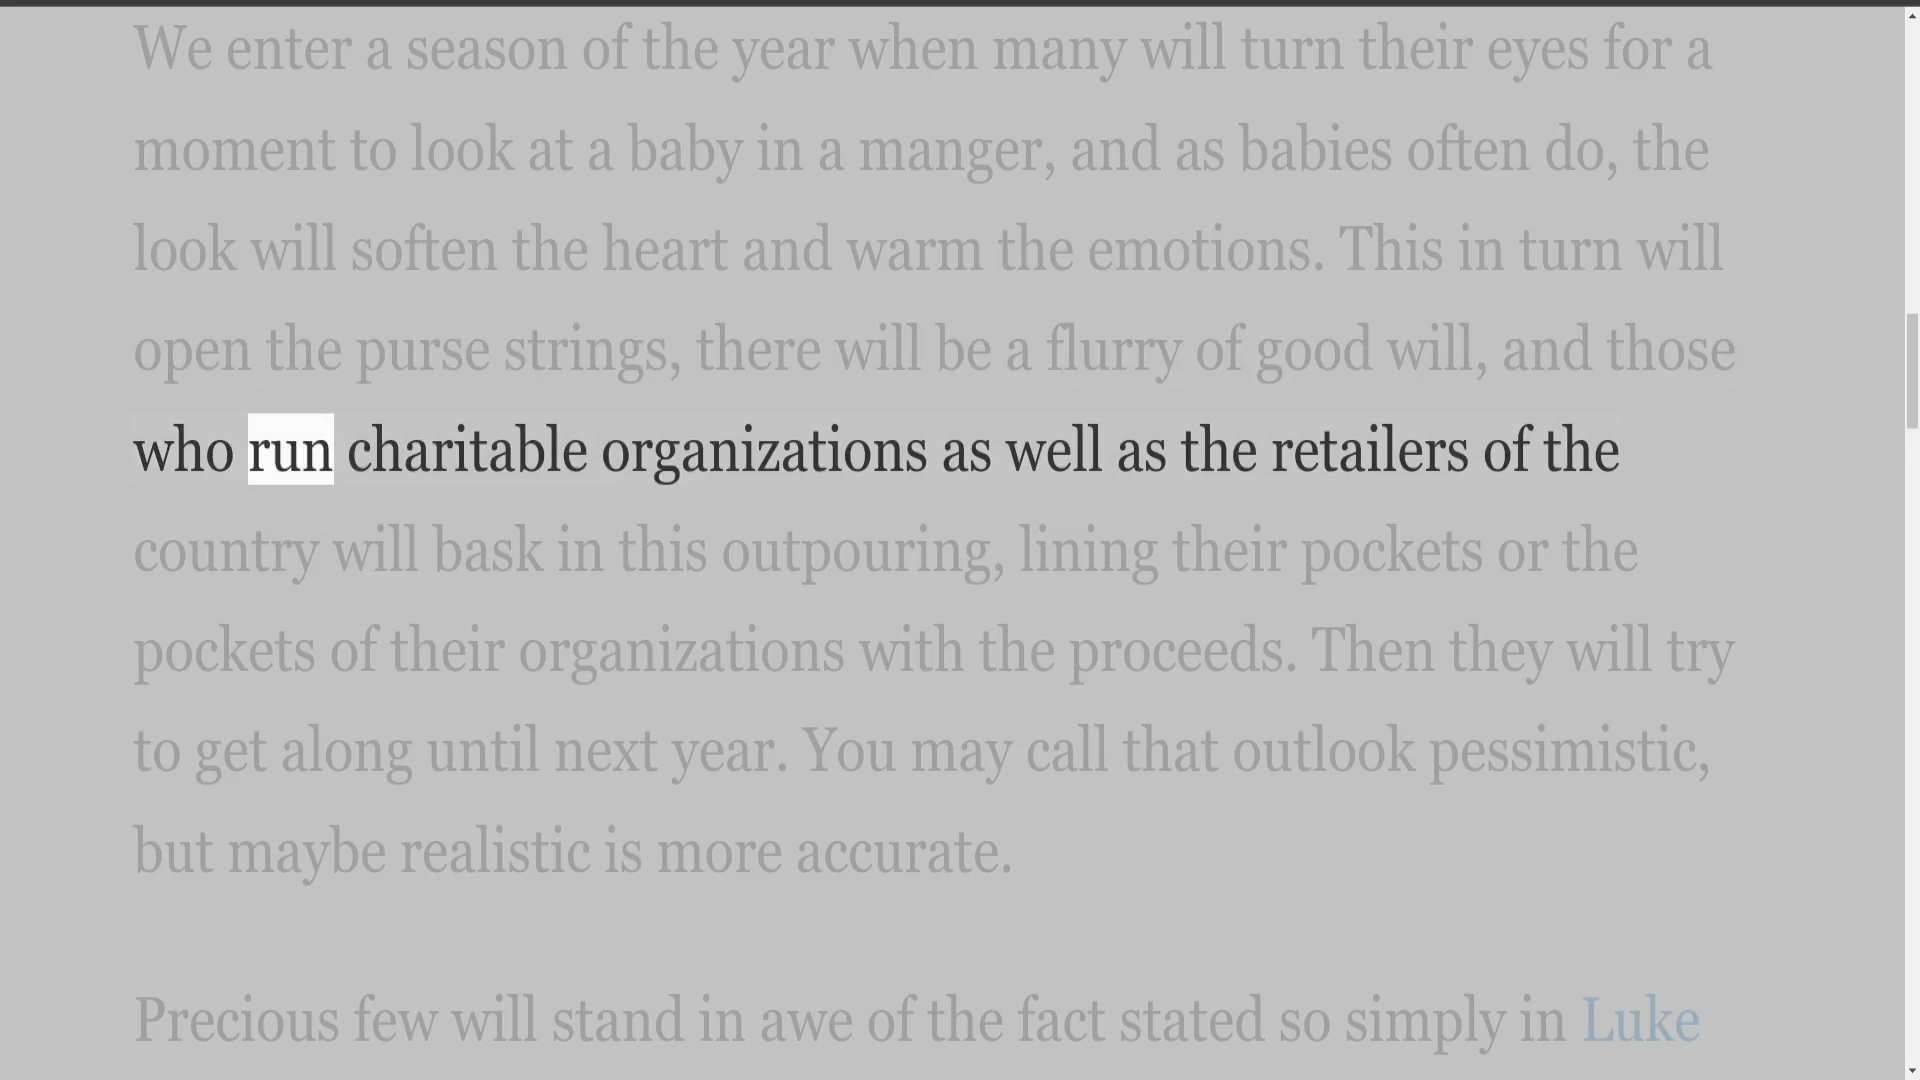 We enter a season of the year when many will turn their eyes for a
moment to look at a baby in a manger, and as babies often do, the
look will soften the heart and warm the emotions. This in turn will
open the purse strings, there will be a flurry of good will, and those
who run charitable organizations as well as the retailers of the
country will bask in this outpouring, lining their pockets or the
pockets of their organizations with the proceeds. Then they will try
to get along until next year. You may call that outlook pessimistic,
but maybe realistic is more accurate.
Precious few will stand in awe of the fact stated so simply in Luke